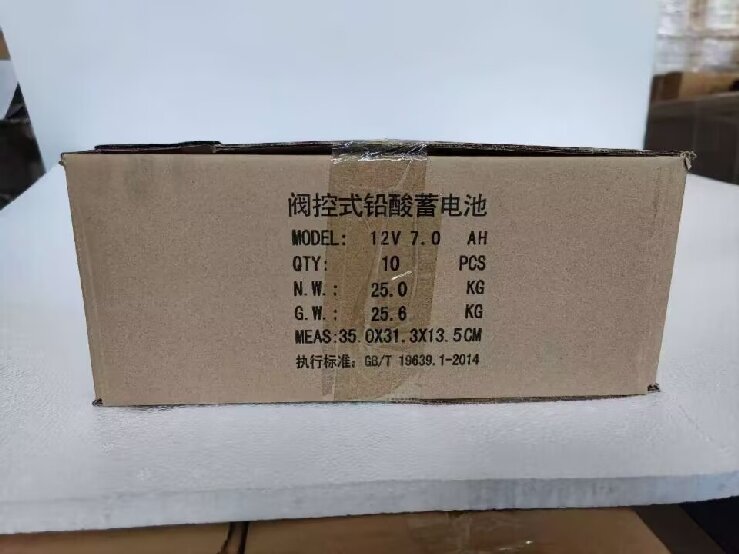 阀控式铅酸蓄电池
MODEL: 12V 7.0 AH
QTY: 10 PCS
N.W.: 25.0 KG
G.W.: 25.6 KG
MEAS:35.0X31.3X13.5CM
执行标准: GB/T 19639.1-2014